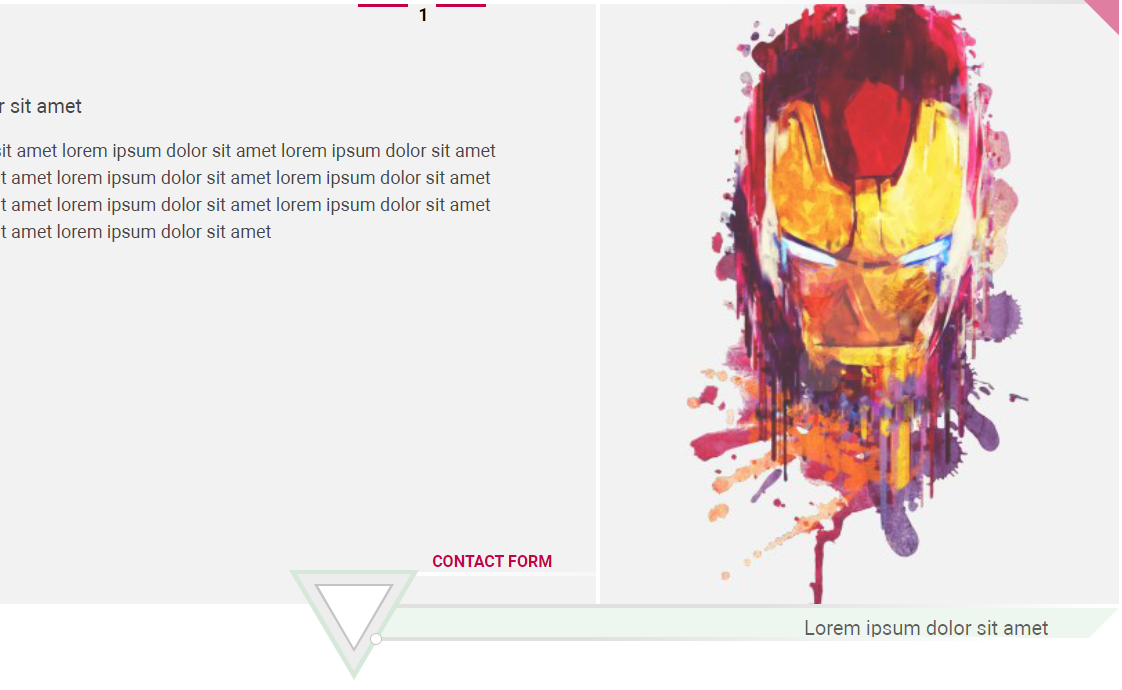 1
r sit amet
sit amet lorem ipsum dolor sit amet lorem ipsum dolor sit amet
t amet lorem ipsum dolor sit amet lorem ipsum dolor sit amet
t amet lorem ipsum dolor sit amet lorem ipsum dolor sit amet
t amet lorem ipsum dolor sit amet
CONTACT FORM
Lorem ipsum dolor sit amet